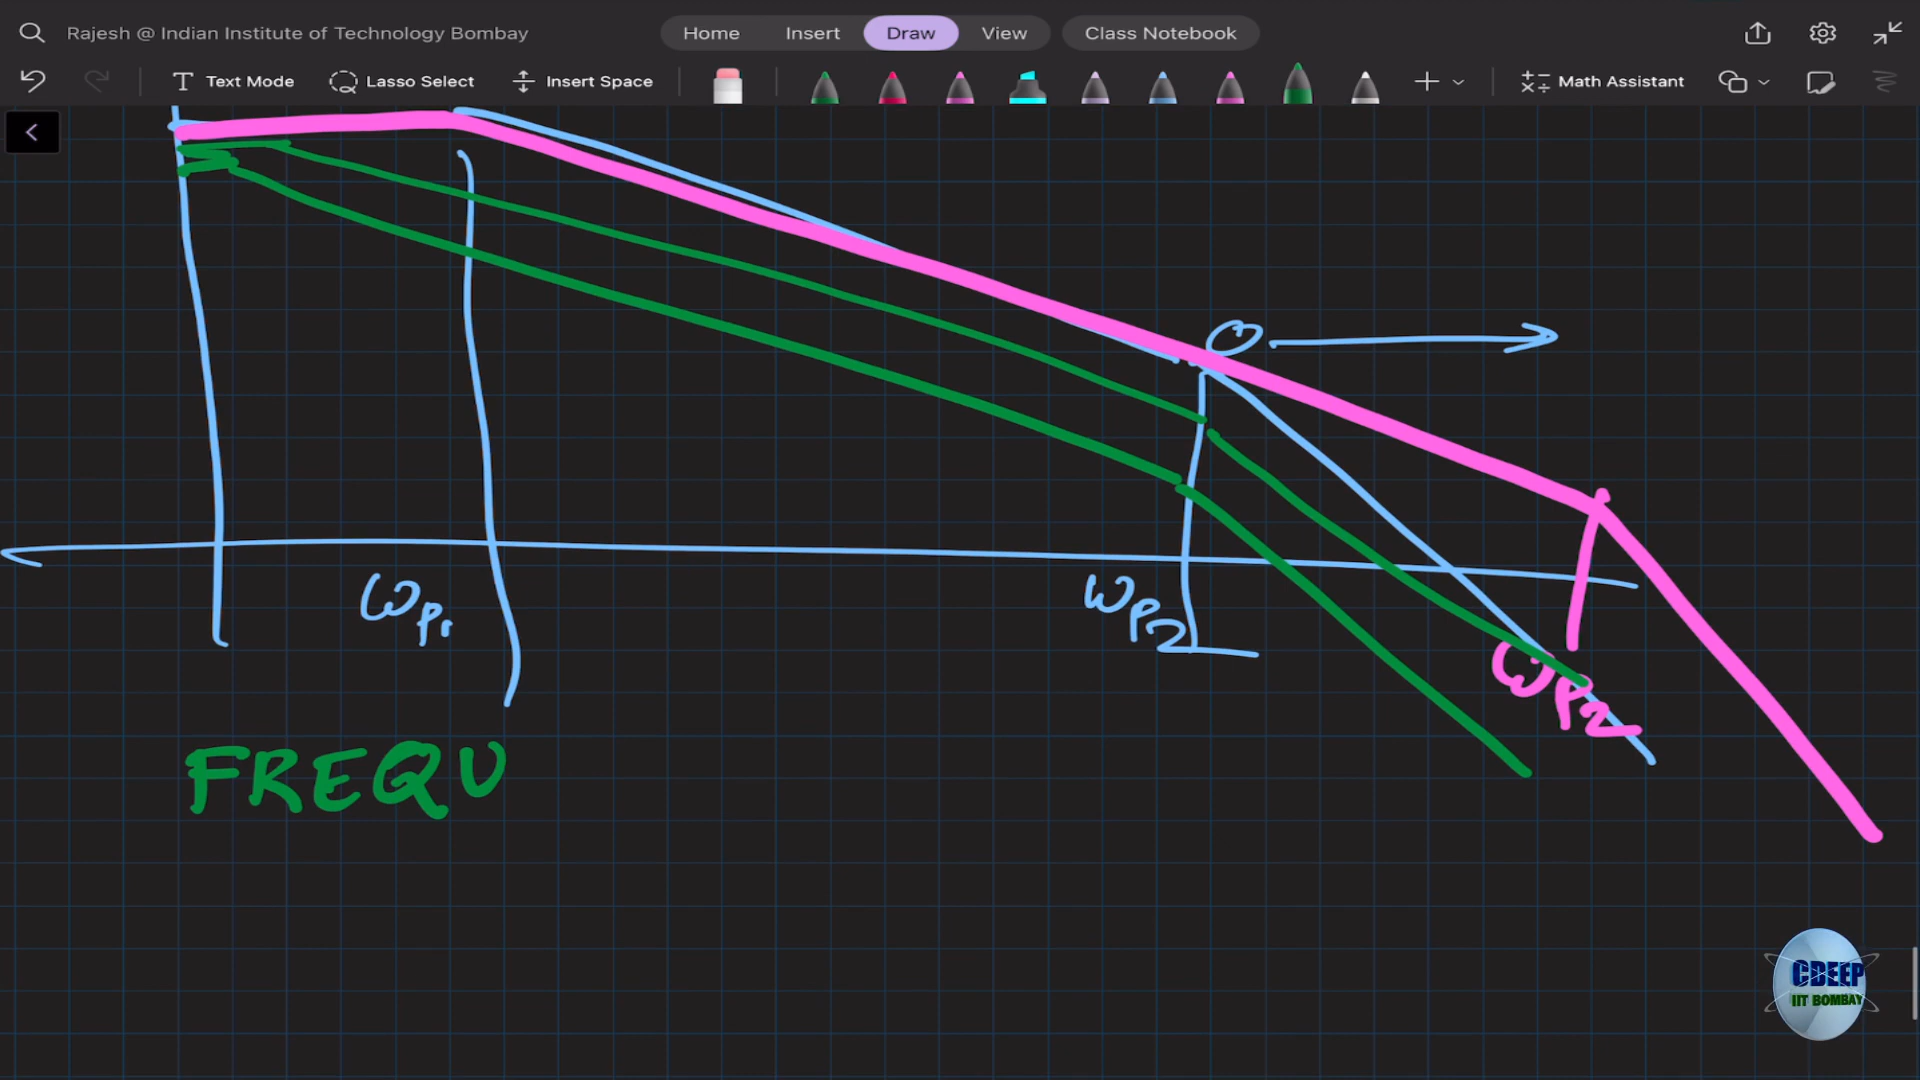 Rajesh @ Indian Institute of Technology Bombay
Home Insert Draw View Class Notebook
Text Mode Lasso Select Insert Space Math Assistant
ωp1 ωp2
ωp2
FREQU
CDEEP
IIT BOMBAY